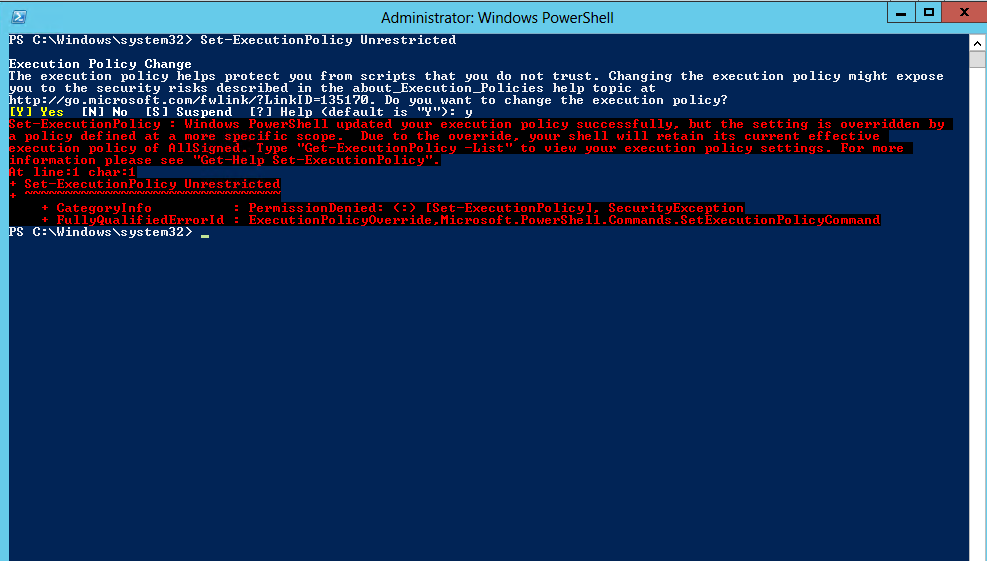 Administrator: Windows PowerShell
PS C:\Windows\system32> Set-ExecutionPolicy Unrestricted
Execution Policy Change
The execution policy helps protect you from scripts that you do not trust. Changing the execution policy might expose
you to the security risks described in the about_Execution_Policies help topic at
http://go.microsoft.com/fwlink/?LinkID=135170. Do you want to change the execution policy?
[Y] Yes  [N] No  [S] Suspend  [?] Help (default is "Y"): y
Set-ExecutionPolicy : Windows PowerShell updated your execution policy successfully, but the setting is overridden by
a policy defined at a more specific scope.  Due to the override, your shell will retain its current effective
execution policy of AllSigned. Type "Get-ExecutionPolicy -List" to view your execution policy settings. For more
information please see "Get-Help Set-ExecutionPolicy".
At line:1 char:1
+ Set-ExecutionPolicy Unrestricted
+ ~~~~~~~~~~~~~~~~~~~~~~~~~~~~~~~~
    + CategoryInfo          : PermissionDenied: (:) [Set-ExecutionPolicy], SecurityException
    + FullyQualifiedErrorId : ExecutionPolicyOverride,Microsoft.PowerShell.Commands.SetExecutionPolicyCommand
PS C:\Windows\system32> _